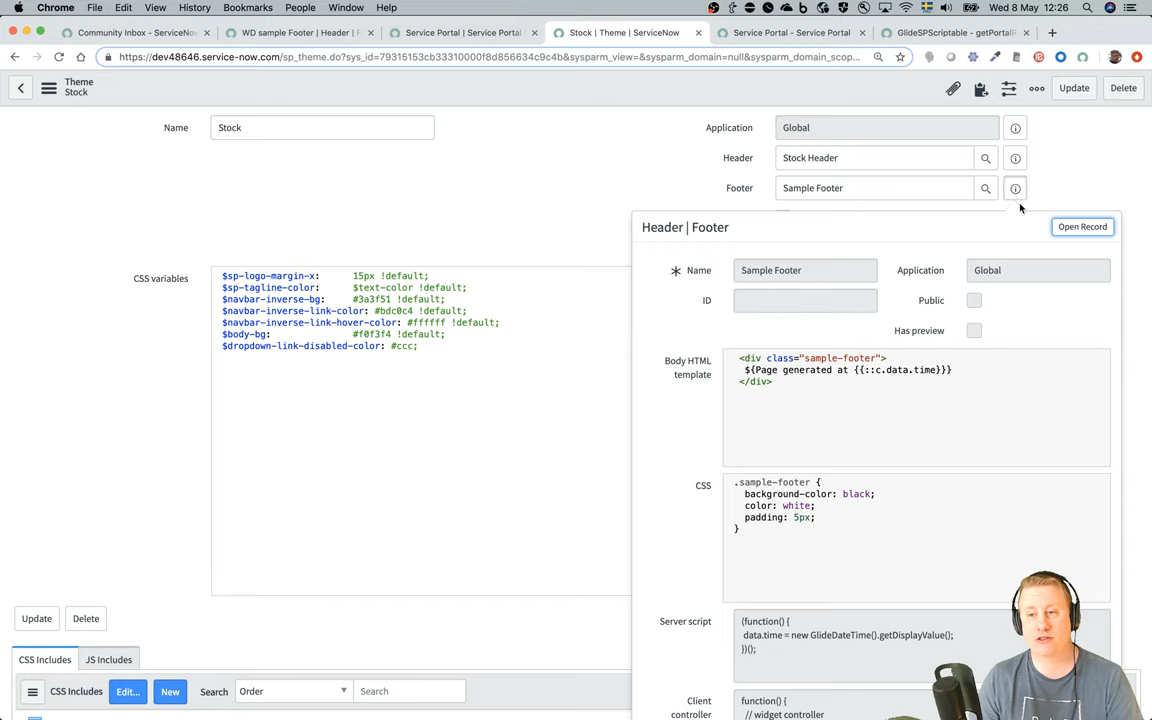 Chrome File Edit View History Bookmarks People Window Help
Wed 8 May 12:26
Community Inbox - ServiceNo
WD sample Footer | Header | F
Service Portal | Service Portal
Stock | Theme | ServiceNow
Service Portal - Service Portal
GlideSPScriptable - getPortalR
https://dev48646.service-now.com/sp_theme.do?sys_id=79315153cb33310000f8d856634c9c4b&sysparm_view=&sysparm_domain=null&sysparm_domain_scop...
Theme
Stock
Update
Delete
Name
Stock
Application
Global
Header
Stock Header
Footer
Sample Footer
Header | Footer
Open Record
Name
Sample Footer
Application
Global
ID
Public
Has preview
CSS variables
$sp-logo-margin-x: 15px !default;
$sp-tagline-color: $text-color !default;
$navbar-inverse-bg: #3a3f51 !default;
$navbar-inverse-link-color: #bdc0c4 !default;
$navbar-inverse-link-hover-color: #ffffff !default;
$body-bg: #f0f3f4 !default;
$dropdown-link-disabled-color: #ccc;
Body HTML
template
<div class="sample-footer">
${Page generated at {{::c.data.time}}}
</div>
CSS
.sample-footer {
background-color: black;
color: white;
padding: 5px;
}
Server script
(function() {
data.time = new GlideDateTime().getDisplayValue();
})();
Client
controller
function() {
// widget controller
Update
Delete
CSS Includes
JS Includes
CSS Includes
Edit...
New
Search
Order
Search